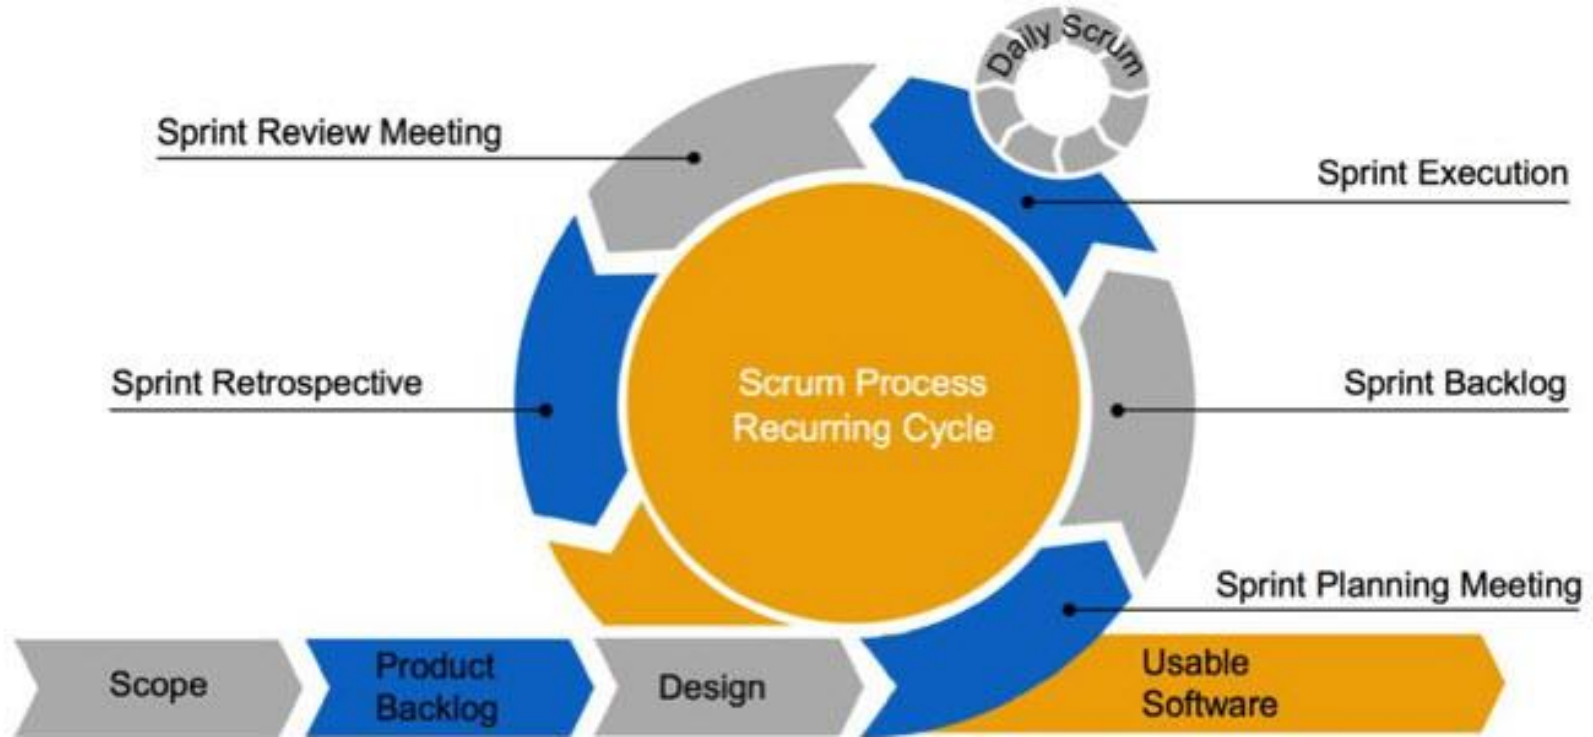 Daily Scrum
Sprint Review Meeting
Sprint Execution
Sprint Retrospective
Scrum Process
Recurring Cycle
Sprint Backlog
Sprint Planning Meeting
Scope
Product
Backlog
Design
Usable
Software